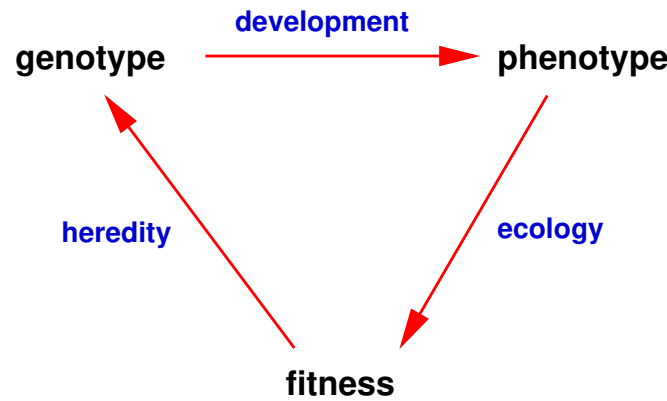 development
genotype
phenotype
heredity
ecology
fitness